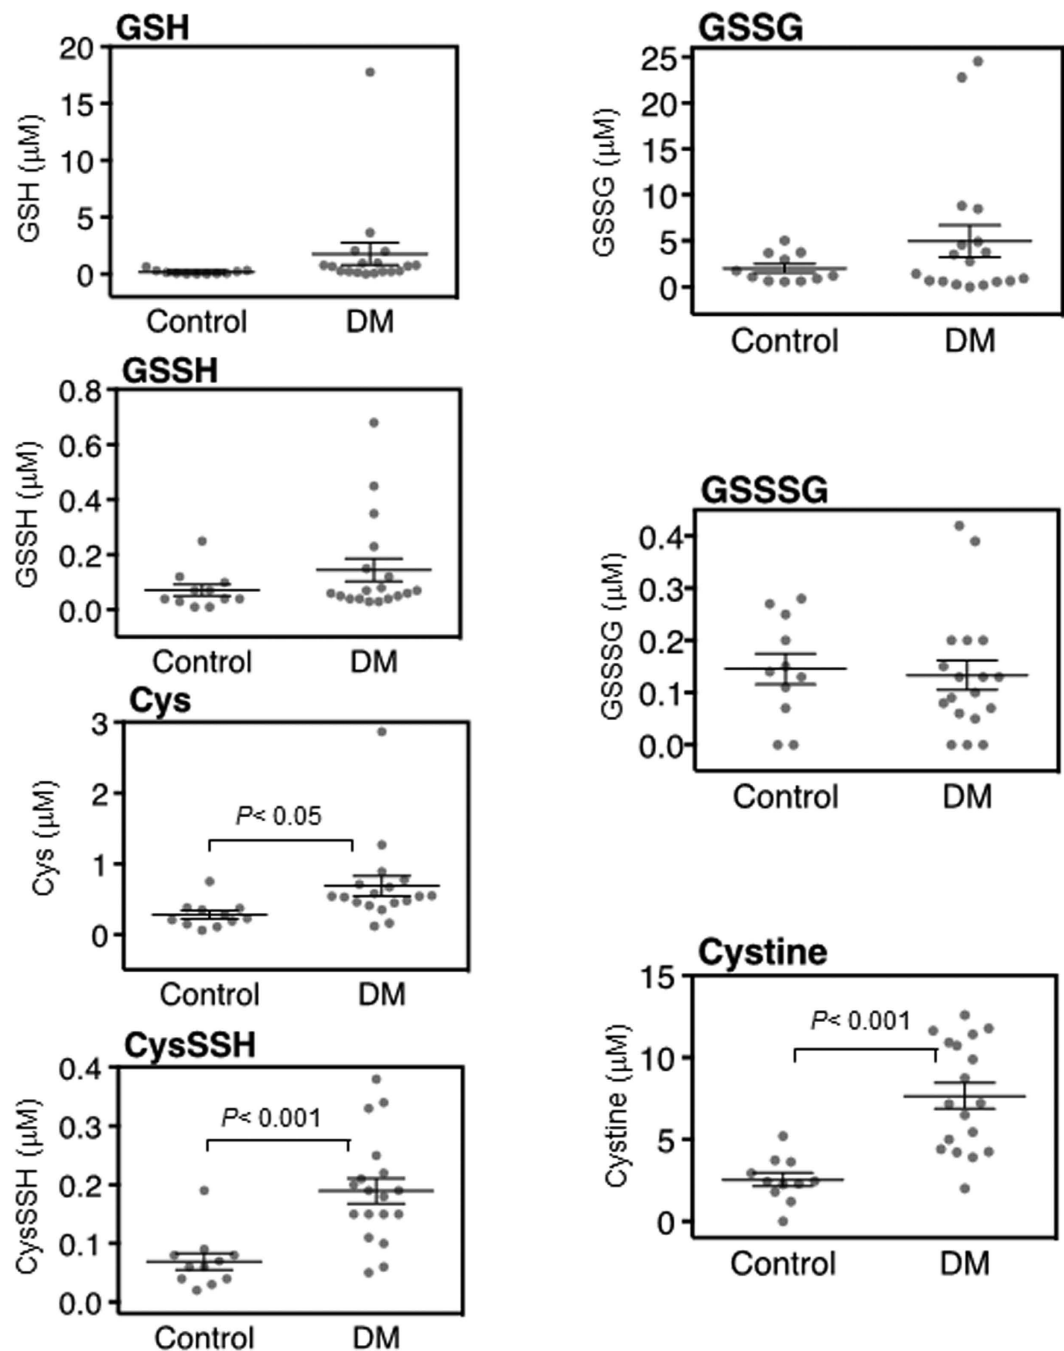 GSH
20
15
10
5
0
GSH (μM)
Control DM
GSSG
25
20
15
10
5
0
GSSG (μM)
Control DM
GSSH
0.8
0.6
0.4
0.2
0.0
GSSH (μM)
Control DM
GSSSG
0.4
0.3
0.2
0.1
0.0
GSSSG (μM)
Control DM
Cys
3
2
1
0
Cys (μM)
P< 0.05
Control DM
Cystine
15
10
5
0
Cystine (μM)
P< 0.001
Control DM
CysSSH
0.4
0.3
0.2
0.1
0.0
CysSSH (μM)
P< 0.001
Control DM